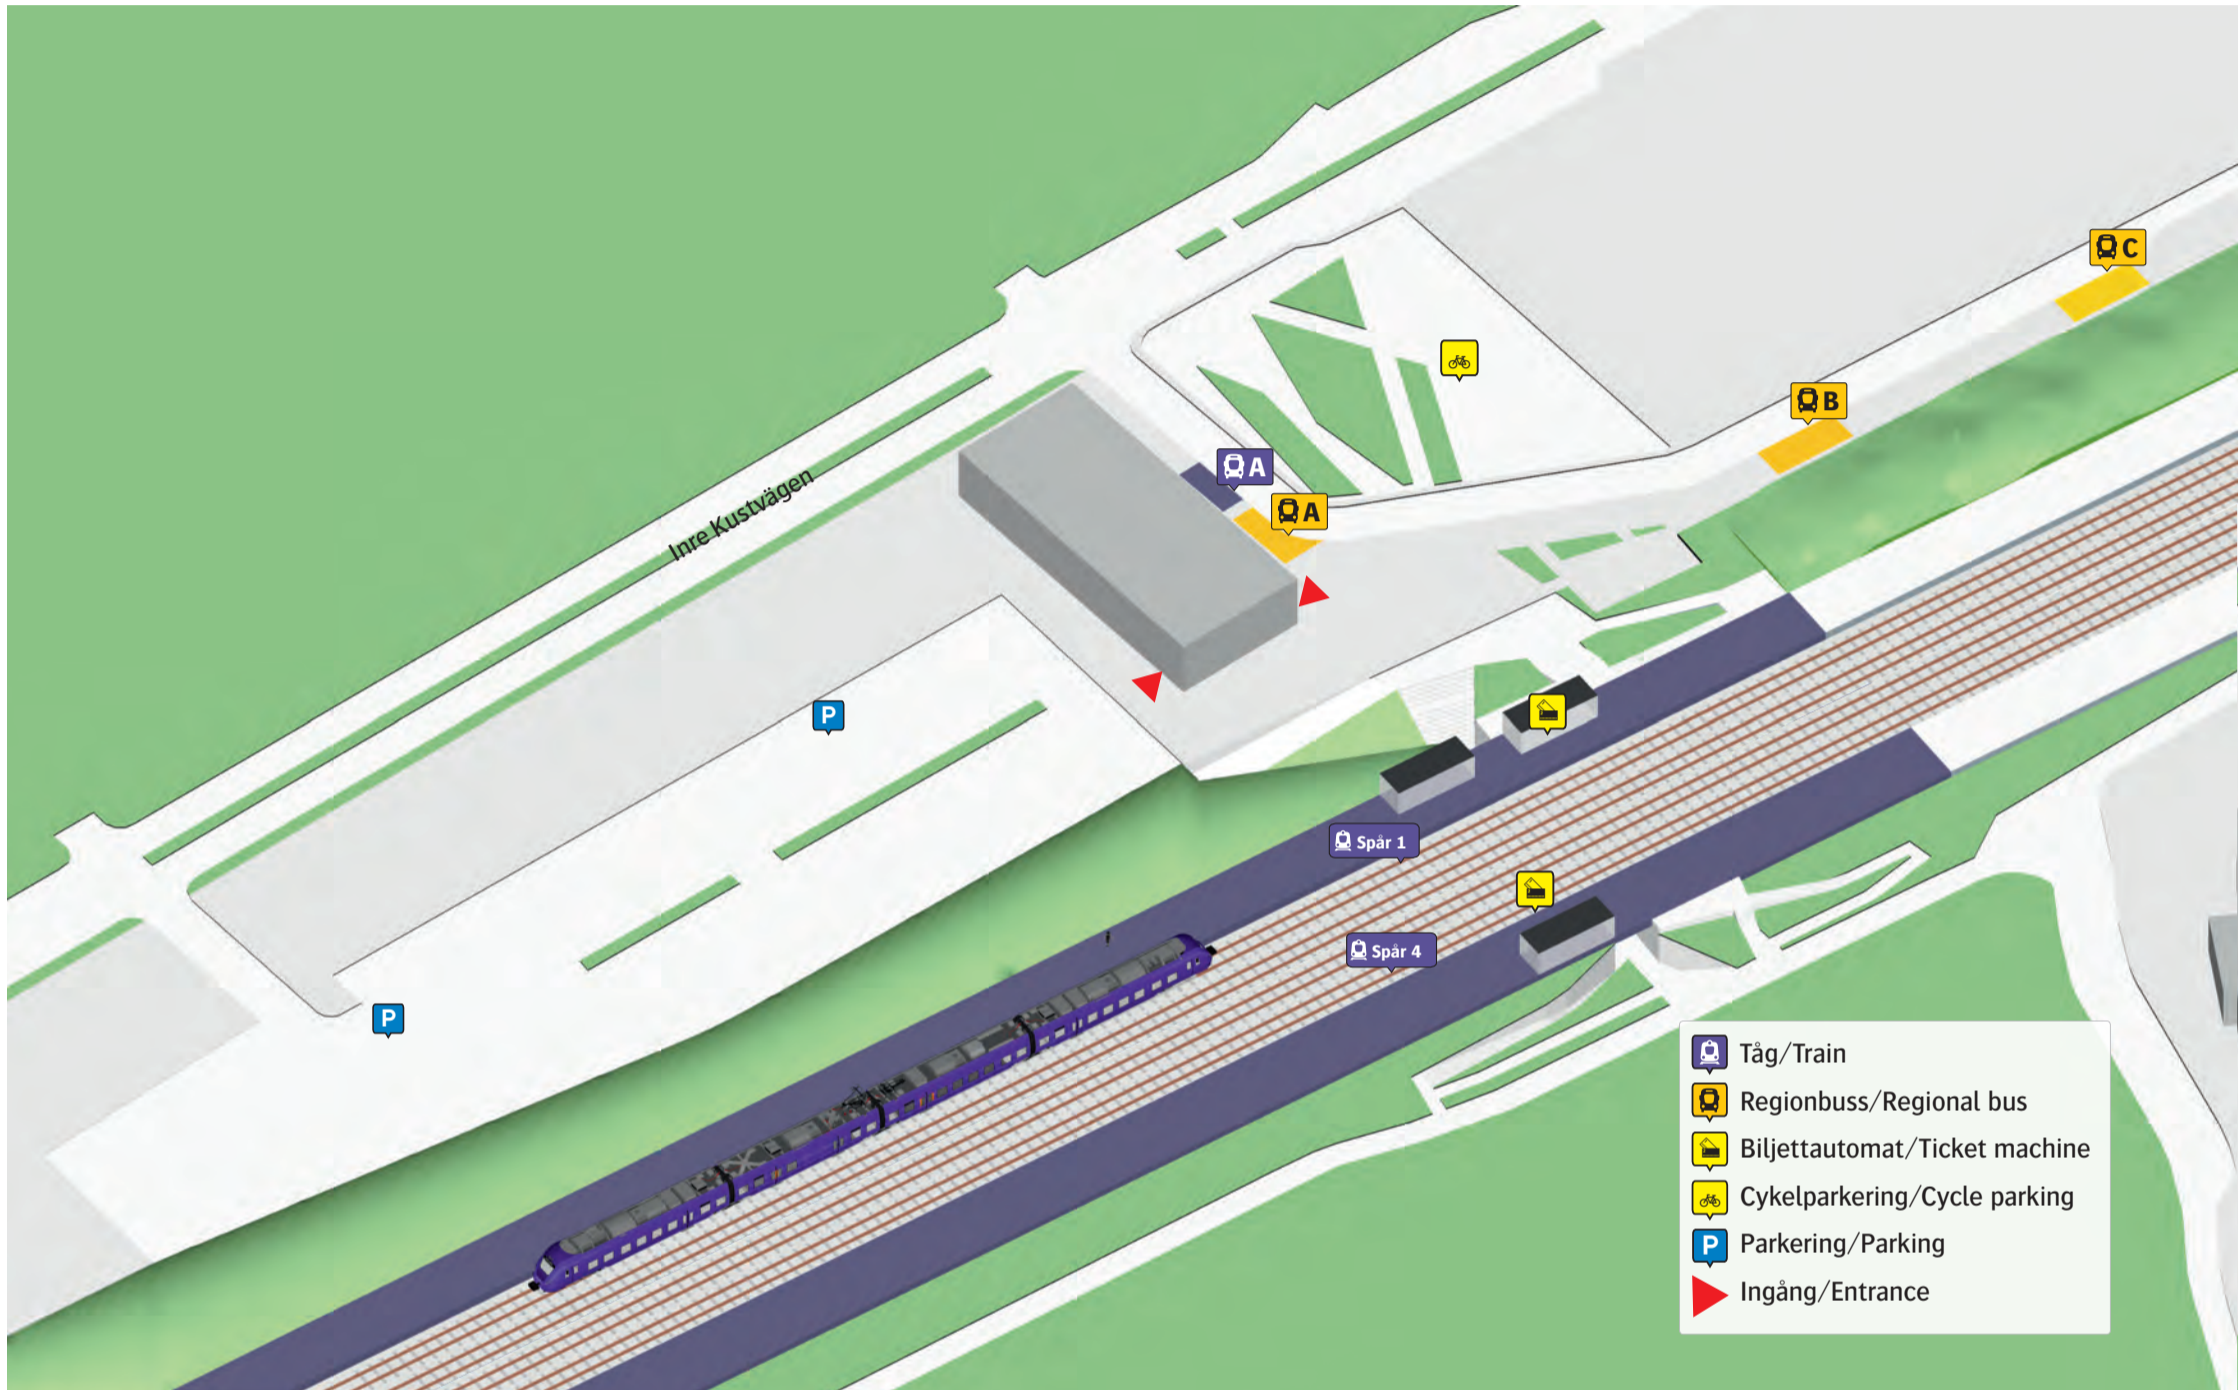 C
B
A
A
Inre Kustvägen
P
Spår 1
Spår 4
P
Tåg/Train
Regionbuss/Regional bus
Biljettautomat/Ticket machine
Cykelparkering/Cycle parking
P Parkering/Parking
Ingång/Entrance